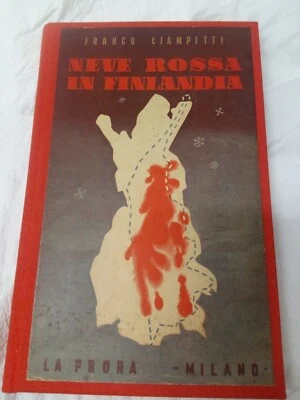 FRANCO CIAMPITTI
NEVE ROSSA
IN FINLANDIA
LA PRORA - MILANO